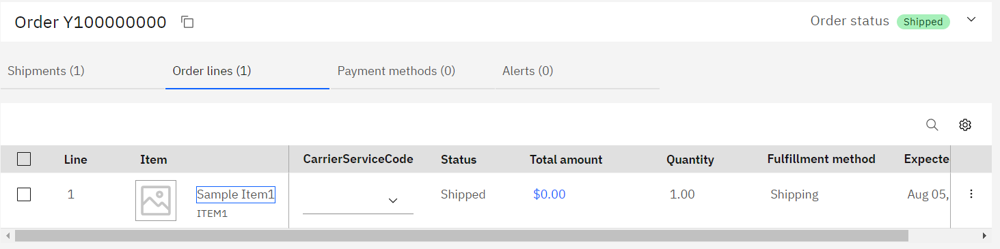 Order Y100000000
Order status Shipped
Shipments (1) Order lines (1) Payment methods (0) Alerts (0)
Line Item CarrierServiceCode Status Total amount Quantity Fulfillment method Expecte
1 Sample Item1 Shipped $0.00 1.00 Shipping Aug 05,
ITEM1